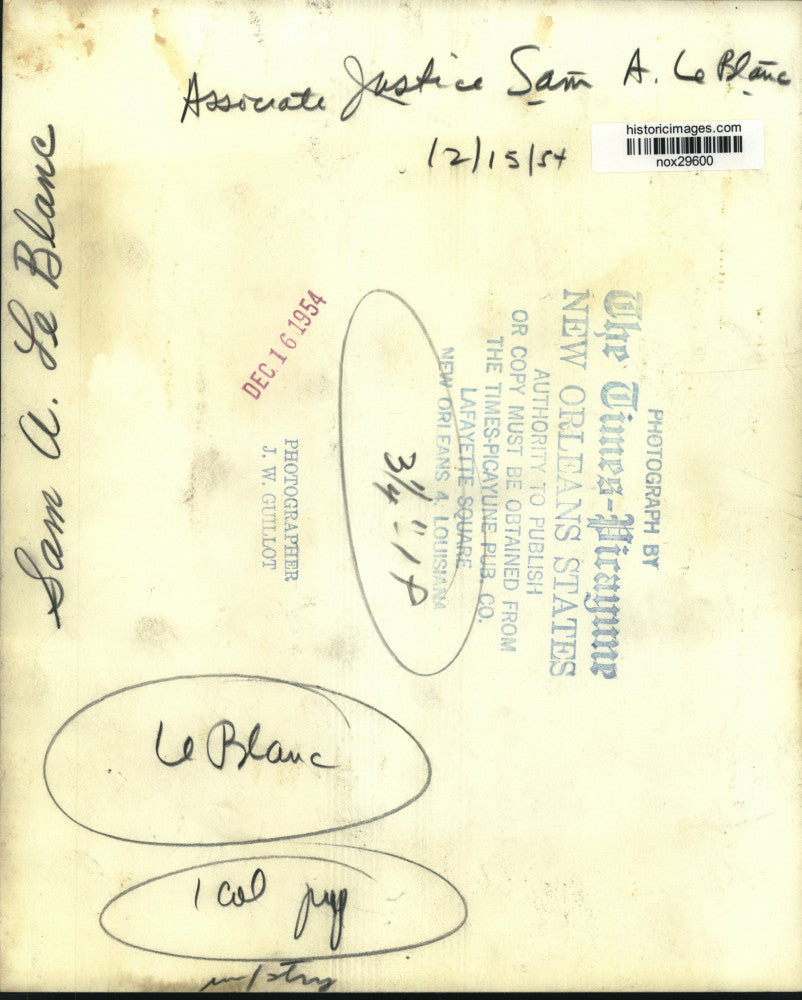 Associate Justice Sam A. Le Blanc
12/15/54
historicimages.com
nox29600
Sam A. Le Blanc
DEC 16 1954
PHOTOGRAPHER
J. W. GUILLOT
PHOTOGRAPH BY
The Times-Picayune
NEW ORLEANS STATES
AUTHORITY TO PUBLISH
OR COPY MUST BE OBTAINED FROM
THE TIMES-PICAYUNE PUB. CO.
LAFAYETTE SQUARE
NEW ORLEANS 4, LOUISIANA
Le Blanc
1 col